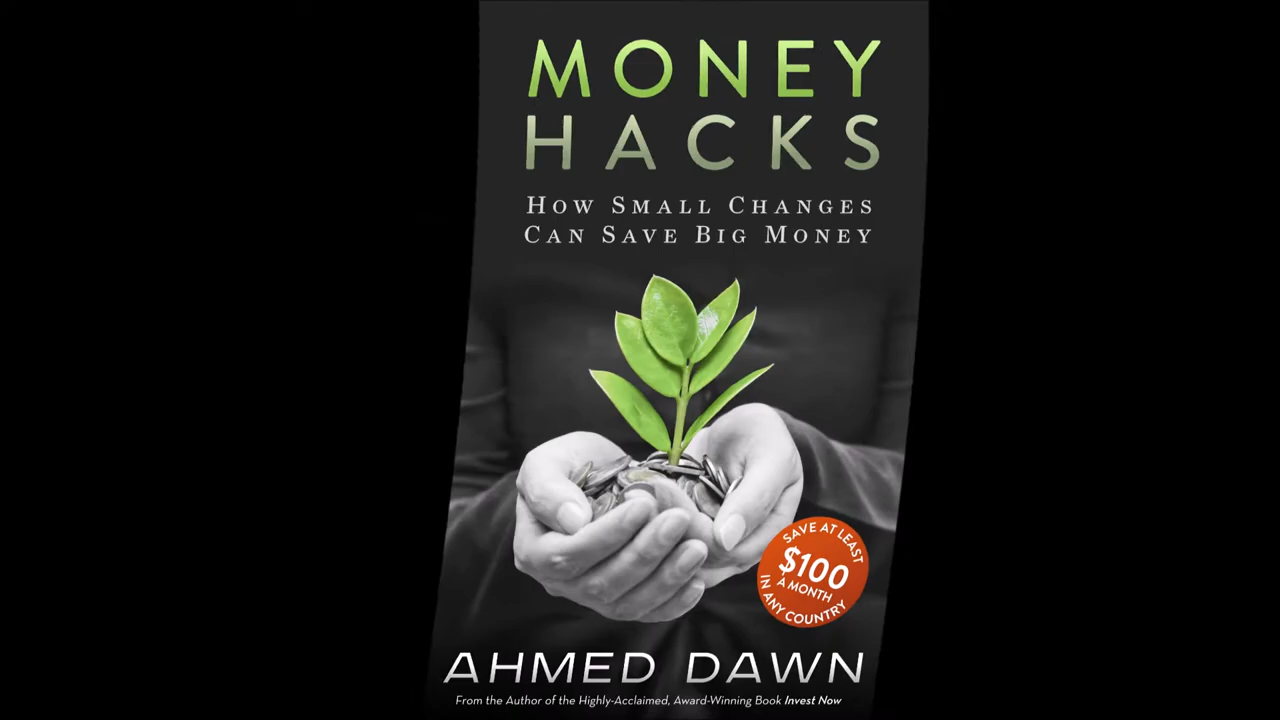 MONEY
HACKS
HOW SMALL CHANGES
CAN SAVE BIG MONEY
SAVE AT LEAST
$100
A MONTH
IN ANY COUNTRY
AHMED DAWN
From the Author of the Highly-Acclaimed, Award-Winning Book Invest Now